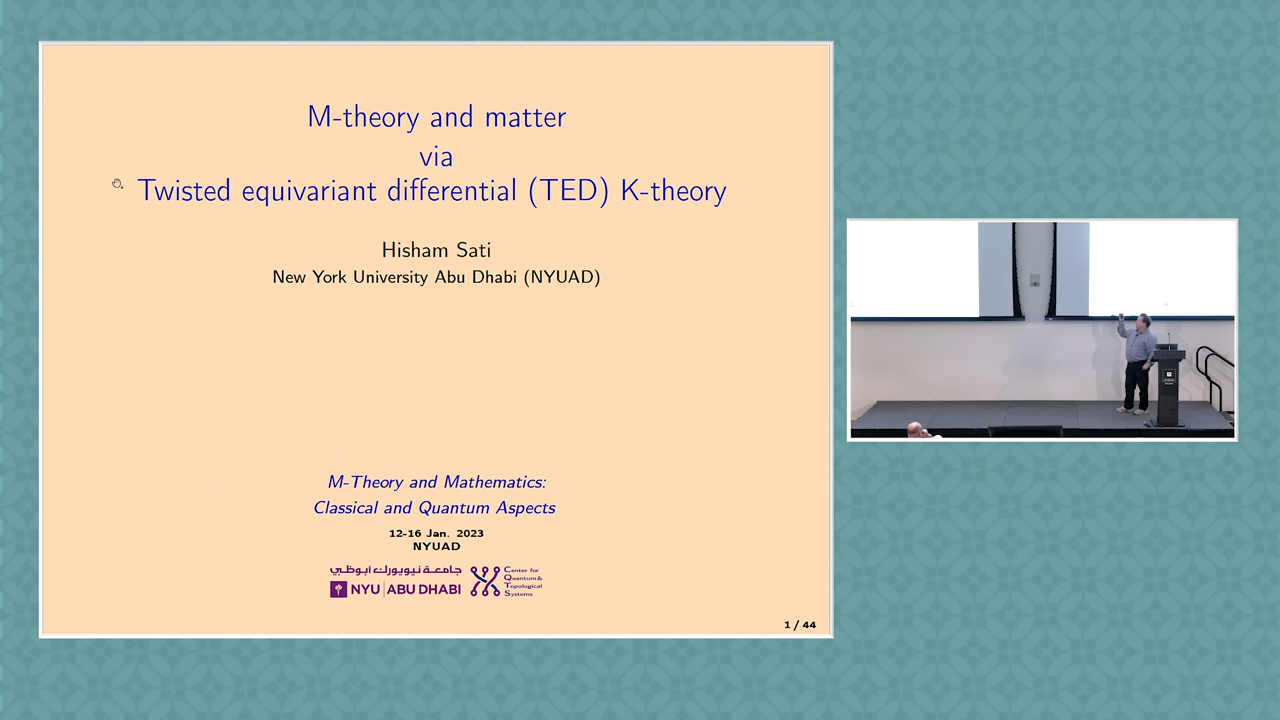 M-theory and matter
via
Twisted equivariant differential (TED) K-theory
Hisham Sati
New York University Abu Dhabi (NYUAD)
M-Theory and Mathematics:
Classical and Quantum Aspects
12-16 Jan. 2023
NYUAD
جامعة نيويورك أبوظبي
NYU ABU DHABI
Center for
Quantum &
Topological
Systems
1 / 44